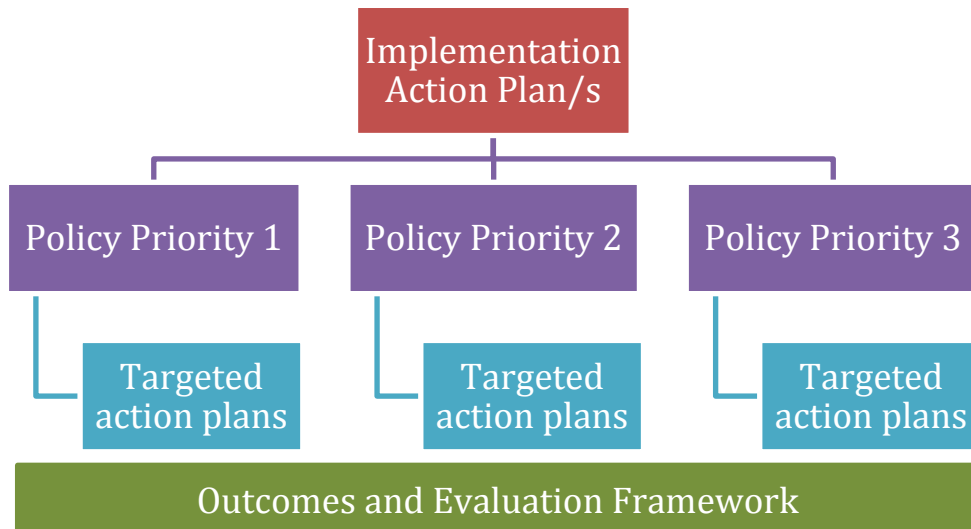 Implementation
Action Plan/s
Policy Priority 1
Policy Priority 2
Policy Priority 3
Targeted
action plans
Targeted
action plans
Targeted
action plans
Outcomes and Evaluation Framework